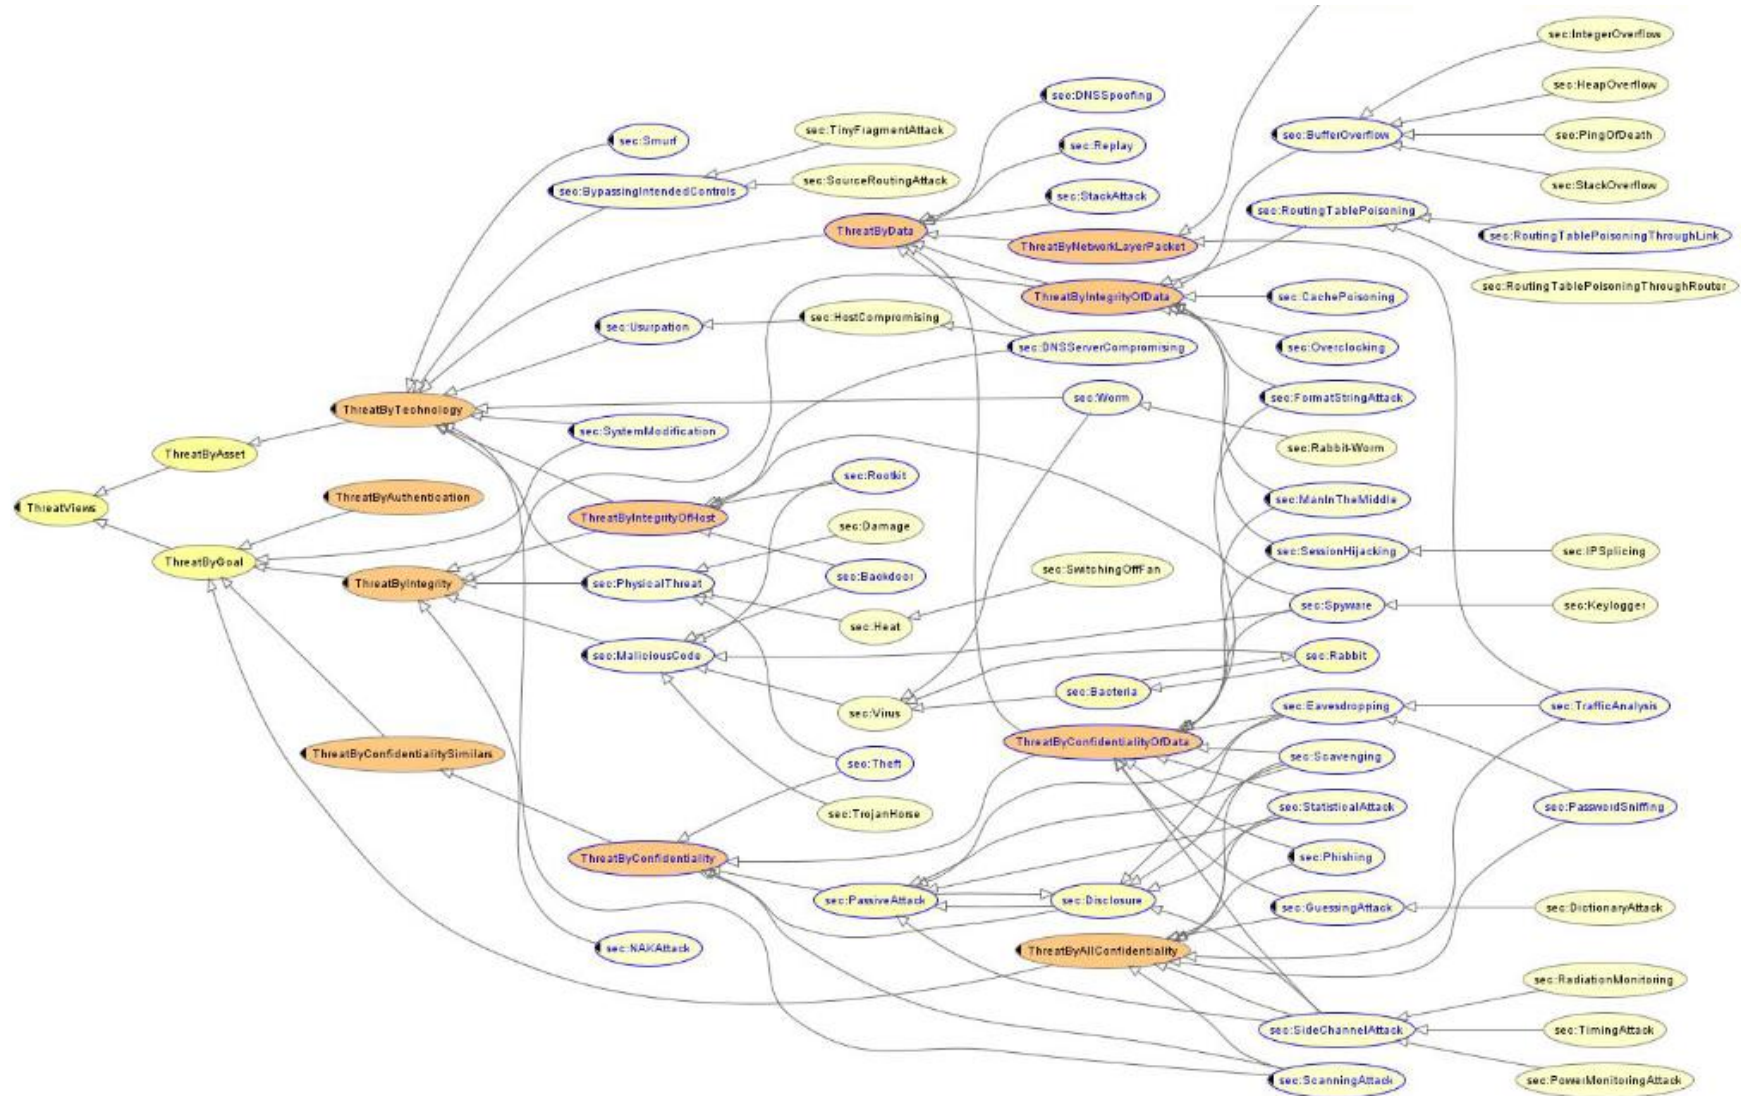 sec:IntegerOverflow
sec:HeapOverflow
sec:DNSSpoofing
sec:TinyFragmentAttack
sec:BufferOverflow
sec:PingOfDeath
sec:Smurf
sec:Replay
sec:SourceRoutingAttack
sec:StackOverflow
sec:BypassingIntendedControls
sec:StackAttack
sec:RoutingTablePoisoning
ThreatByData
sec:RoutingTablePoisoningThroughLink
ThreatByNetworkLayerPacket
sec:RoutingTablePoisoningThroughRouter
ThreatByIntegrityOfData
sec:CachePoisoning
sec:HostCompromising
sec:Usurpation
sec:DNSServerCompromising
sec:Overclocking
sec:Worm
sec:FormatStringAttack
ThreatByTechnology
sec:SystemModification
sec:Rabbit-Worm
ThreatByAsset
sec:Rootkit
ThreatByAuthentication
sec:ManInTheMiddle
ThreatViews
ThreatByIntegrityOfHost
sec:Damage
sec:SessionHijacking
sec:IPSplicing
ThreatByGoal
sec:SwitchingOffFan
sec:Backdoor
ThreatByIntegrity
sec:PhysicalThreat
sec:Spyware
sec:Keylogger
sec:Heat
sec:MaliciousCode
sec:Rabbit
sec:Bacteria
sec:Eavesdropping
sec:TrafficAnalysis
sec:Virus
ThreatByConfidentialityOfData
ThreatByConfidentialitySimilars
sec:Scavenging
sec:Theft
sec:StatisticalAttack
sec:PasswordSniffing
sec:TrojanHorse
ThreatByConfidentiality
sec:Phishing
sec:PassiveAttack
sec:Disclosure
sec:GuessingAttack
sec:DictionaryAttack
sec:NAKAttack
ThreatByAllConfidentiality
sec:RadiationMonitoring
sec:SideChannelAttack
sec:TimingAttack
sec:ScanningAttack
sec:PowerMonitoringAttack